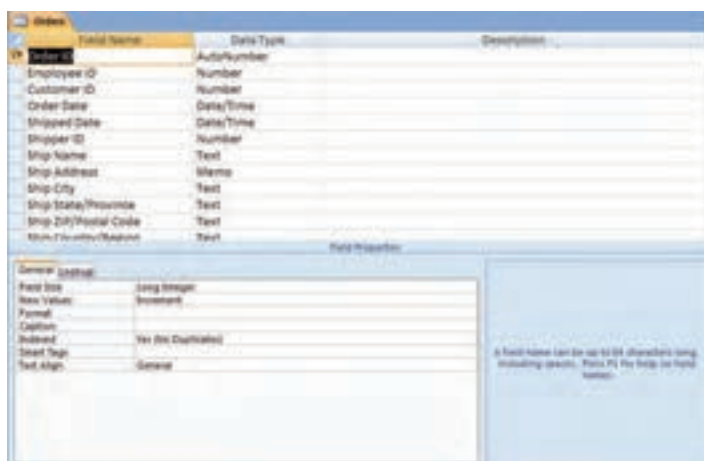 Orders
Field Name Data Type Description
Order ID AutoNumber
Employee ID Number
Customer ID Number
Order Date Date/Time
Shipped Date Date/Time
Shipper ID Number
Ship Name Text
Ship Address Memo
Ship City Text
Ship State/Province Text
Ship ZIP/Postal Code Text
Ship Country/Region Text
Field Properties
General Lookup
Field Size Long Integer
New Values Increment
Format
Caption
Indexed Yes (No Duplicates)
Smart Tags
Text Align General
A field name can be up to 64 characters long,
including spaces. Press F1 for help on field
names.